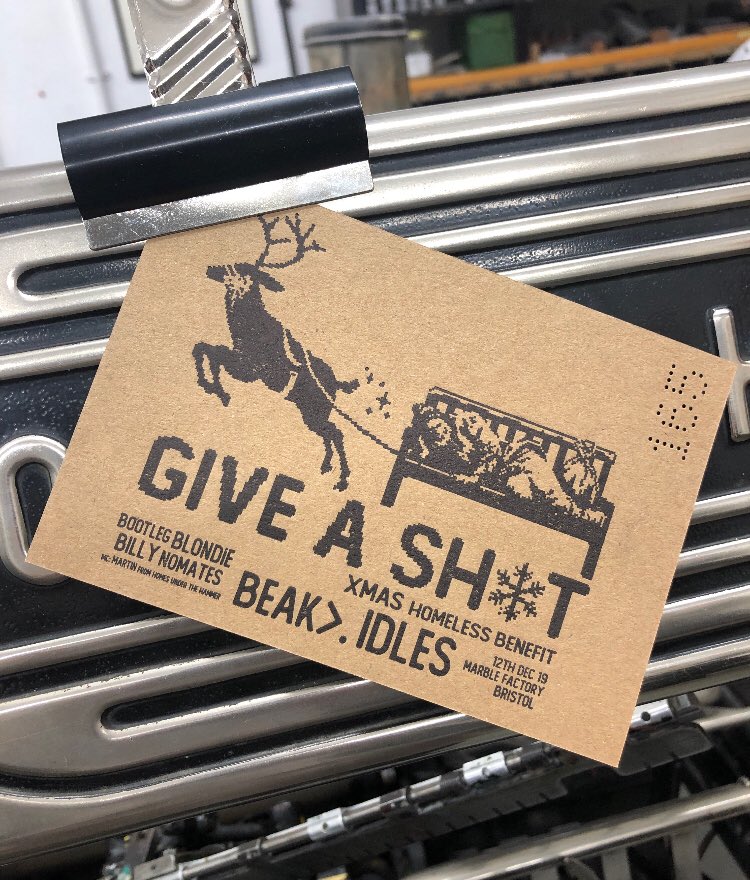 165
GIVE A SH*T
XMAS HOMELESS BENEFIT
BOOTLEG BLONDIE
BILLY NOMATES
MC: MARTIN FROM HOMES UNDER THE HAMMER
BEAK>. IDLES
12TH DEC 19
MARBLE FACTORY
BRISTOL